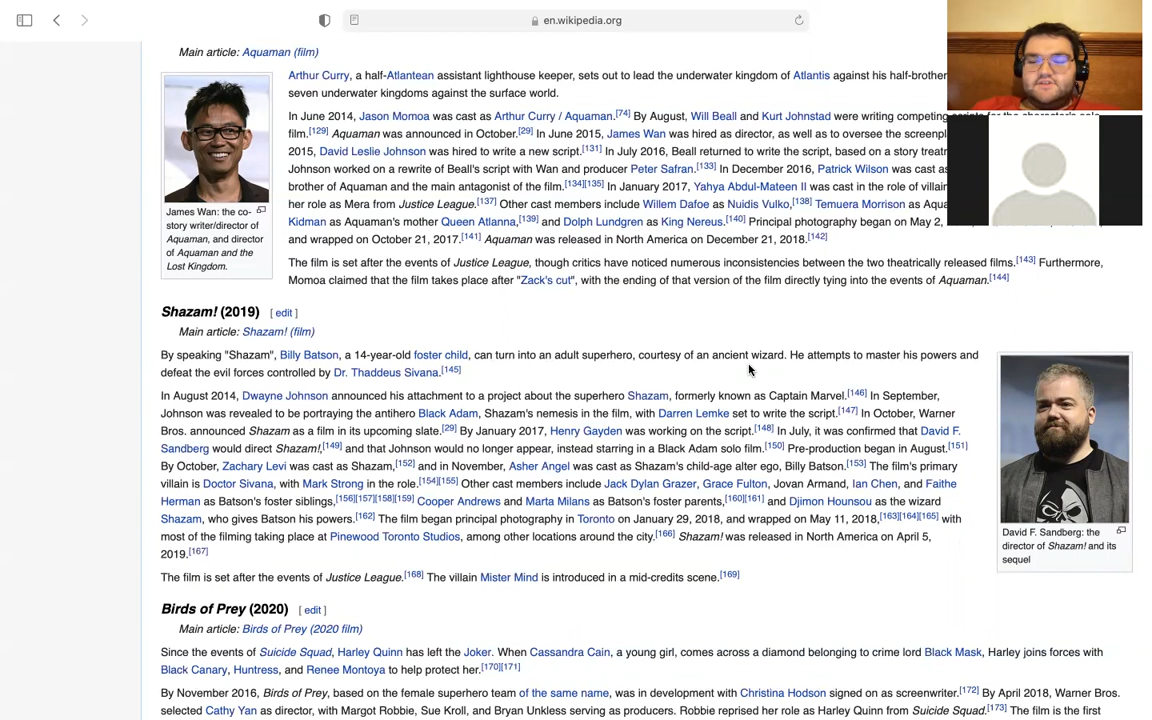 en.wikipedia.org
Main article: Aquaman (film)
Arthur Curry, a half-Atlantean assistant lighthouse keeper, sets out to lead the underwater kingdom of Atlantis against his half-brother
seven underwater kingdoms against the surface world.
In June 2014, Jason Momoa was cast as Arthur Curry / Aquaman.[74] By August, Will Beall and Kurt Johnstad were writing competing scripts for the character's solo
film.[129] Aquaman was announced in October.[29] In June 2015, James Wan was hired as director, as well as to oversee the screenpl
2015, David Leslie Johnson was hired to write a new script.[131] In July 2016, Beall returned to write the script, based on a story treatr
Johnson worked on a rewrite of Beall's script with Wan and producer Peter Safran.[133] In December 2016, Patrick Wilson was cast as
brother of Aquaman and the main antagonist of the film.[134][135] In January 2017, Yahya Abdul-Mateen II was cast in the role of villain
her role as Mera from Justice League.[137] Other cast members include Willem Dafoe as Nuidis Vulko,[138] Temuera Morrison as Aqua
Kidman as Aquaman's mother Queen Atlanna,[139] and Dolph Lundgren as King Nereus.[140] Principal photography began on May 2,
and wrapped on October 21, 2017.[141] Aquaman was released in North America on December 21, 2018.[142]
The film is set after the events of Justice League, though critics have noticed numerous inconsistencies between the two theatrically released films.[143] Furthermore,
Momoa claimed that the film takes place after "Zack's cut", with the ending of that version of the film directly tying into the events of Aquaman.[144]
James Wan: the co-
story writer/director of
Aquaman, and director
of Aquaman and the
Lost Kingdom.
Shazam! (2019) [ edit ]
Main article: Shazam! (film)
By speaking "Shazam", Billy Batson, a 14-year-old foster child, can turn into an adult superhero, courtesy of an ancient wizard. He attempts to master his powers and
defeat the evil forces controlled by Dr. Thaddeus Sivana.[145]
In August 2014, Dwayne Johnson announced his attachment to a project about the superhero Shazam, formerly known as Captain Marvel.[146] In September,
Johnson was revealed to be portraying the antihero Black Adam, Shazam's nemesis in the film, with Darren Lemke set to write the script.[147] In October, Warner
Bros. announced Shazam as a film in its upcoming slate.[29] By January 2017, Henry Gayden was working on the script.[148] In July, it was confirmed that David F.
Sandberg would direct Shazam!,[149] and that Johnson would no longer appear, instead starring in a Black Adam solo film.[150] Pre-production began in August.[151]
By October, Zachary Levi was cast as Shazam,[152] and in November, Asher Angel was cast as Shazam's child-age alter ego, Billy Batson.[153] The film's primary
villain is Doctor Sivana, with Mark Strong in the role.[154][155] Other cast members include Jack Dylan Grazer, Grace Fulton, Jovan Armand, Ian Chen, and Faithe
Herman as Batson's foster siblings,[156][157][158][159] Cooper Andrews and Marta Milans as Batson's foster parents,[160][161] and Djimon Hounsou as the wizard
Shazam, who gives Batson his powers.[162] The film began principal photography in Toronto on January 29, 2018, and wrapped on May 11, 2018,[163][164][165] with
most of the filming taking place at Pinewood Toronto Studios, among other locations around the city.[166] Shazam! was released in North America on April 5,
2019.[167]
The film is set after the events of Justice League.[168] The villain Mister Mind is introduced in a mid-credits scene.[169]
David F. Sandberg: the
director of Shazam! and its
sequel
Birds of Prey (2020) [ edit ]
Main article: Birds of Prey (2020 film)
Since the events of Suicide Squad, Harley Quinn has left the Joker. When Cassandra Cain, a young girl, comes across a diamond belonging to crime lord Black Mask, Harley joins forces with
Black Canary, Huntress, and Renee Montoya to help protect her.[170][171]
By November 2016, Birds of Prey, based on the female superhero team of the same name, was in development with Christina Hodson signed on as screenwriter.[172] By April 2018, Warner Bros.
selected Cathy Yan as director, with Margot Robbie, Sue Kroll, and Bryan Unkless serving as producers. Robbie reprised her role as Harley Quinn from Suicide Squad.[173] The film is the first